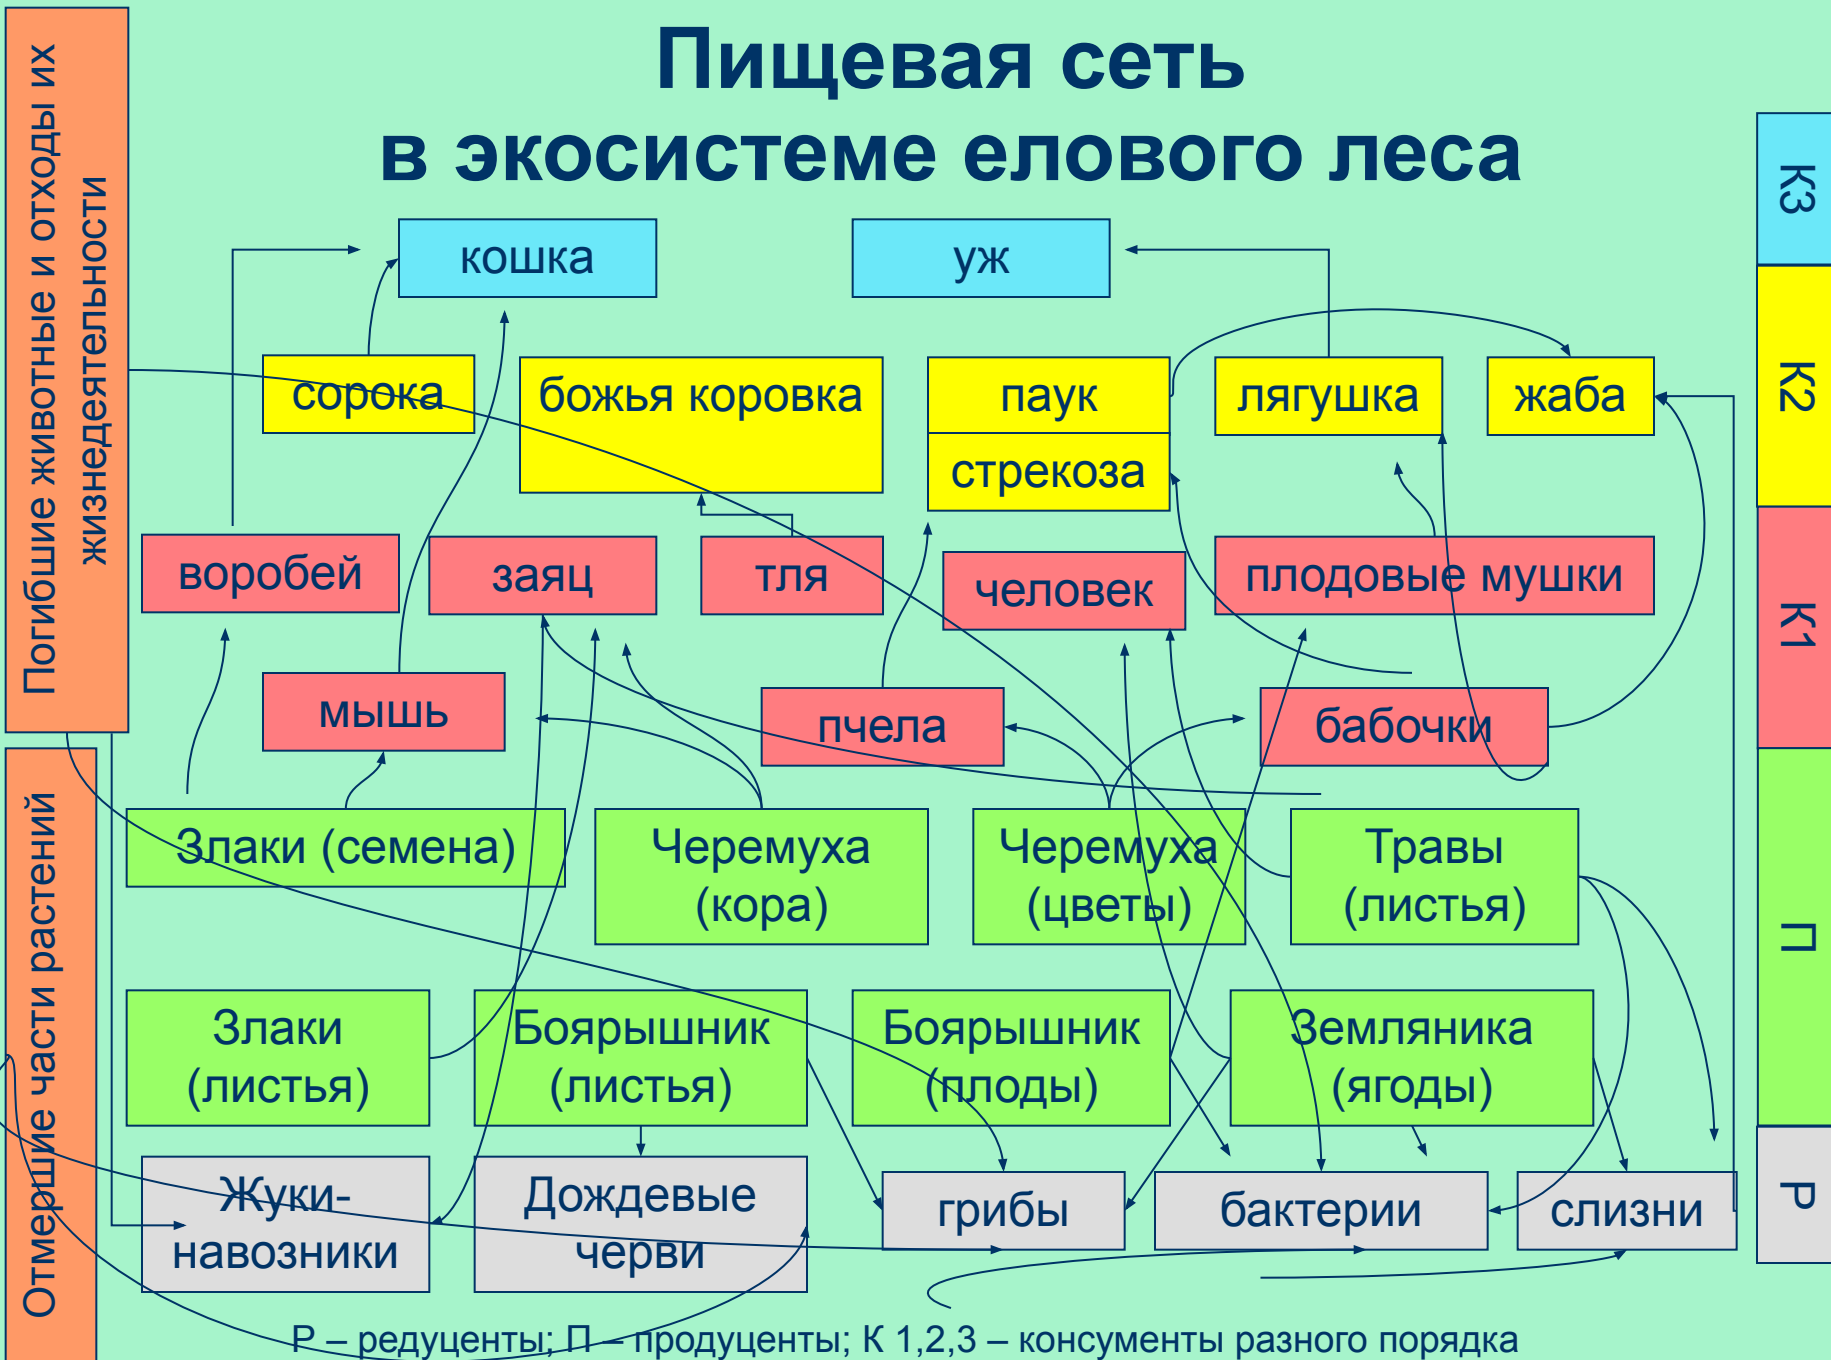 Пищевая сеть
в экосистеме елового леса
Погибшие животные и отходы их
жизнедеятельности
Отмершие части растений
К3
К2
К1
П
Р
кошка
уж
сорока
божья коровка
паук
стрекоза
лягушка
жаба
воробей
заяц
тля
человек
плодовые мушки
мышь
пчела
бабочки
Злаки (семена)
Черемуха
(кора)
Черемуха
(цветы)
Травы
(листья)
Злаки
(листья)
Боярышник
(листья)
Боярышник
(плоды)
Земляника
(ягоды)
Жуки-
навозники
Дождевые
черви
грибы
бактерии
слизни
Р – редуценты; П – продуценты; К 1,2,3 – консументы разного порядка